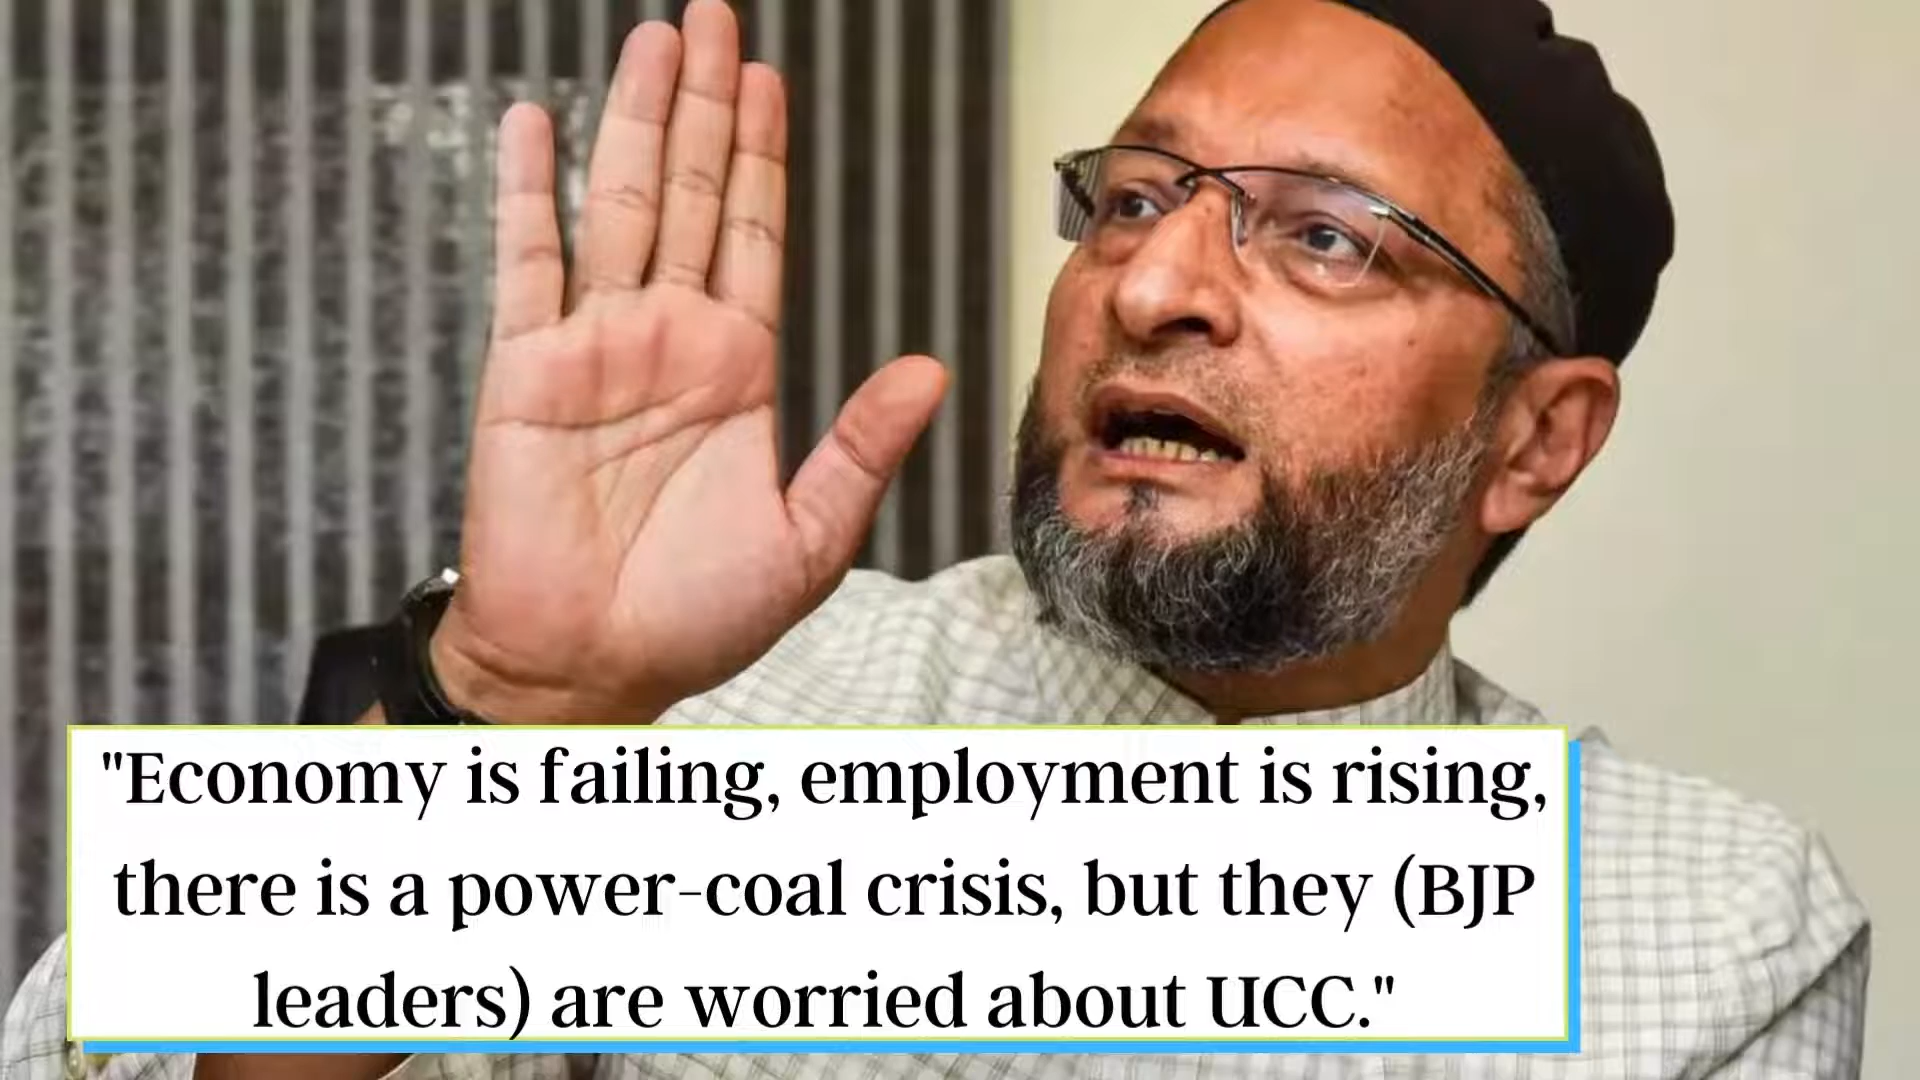 "Economy is failing, employment is rising,
there is a power-coal crisis, but they (BJP
leaders) are worried about UCC."